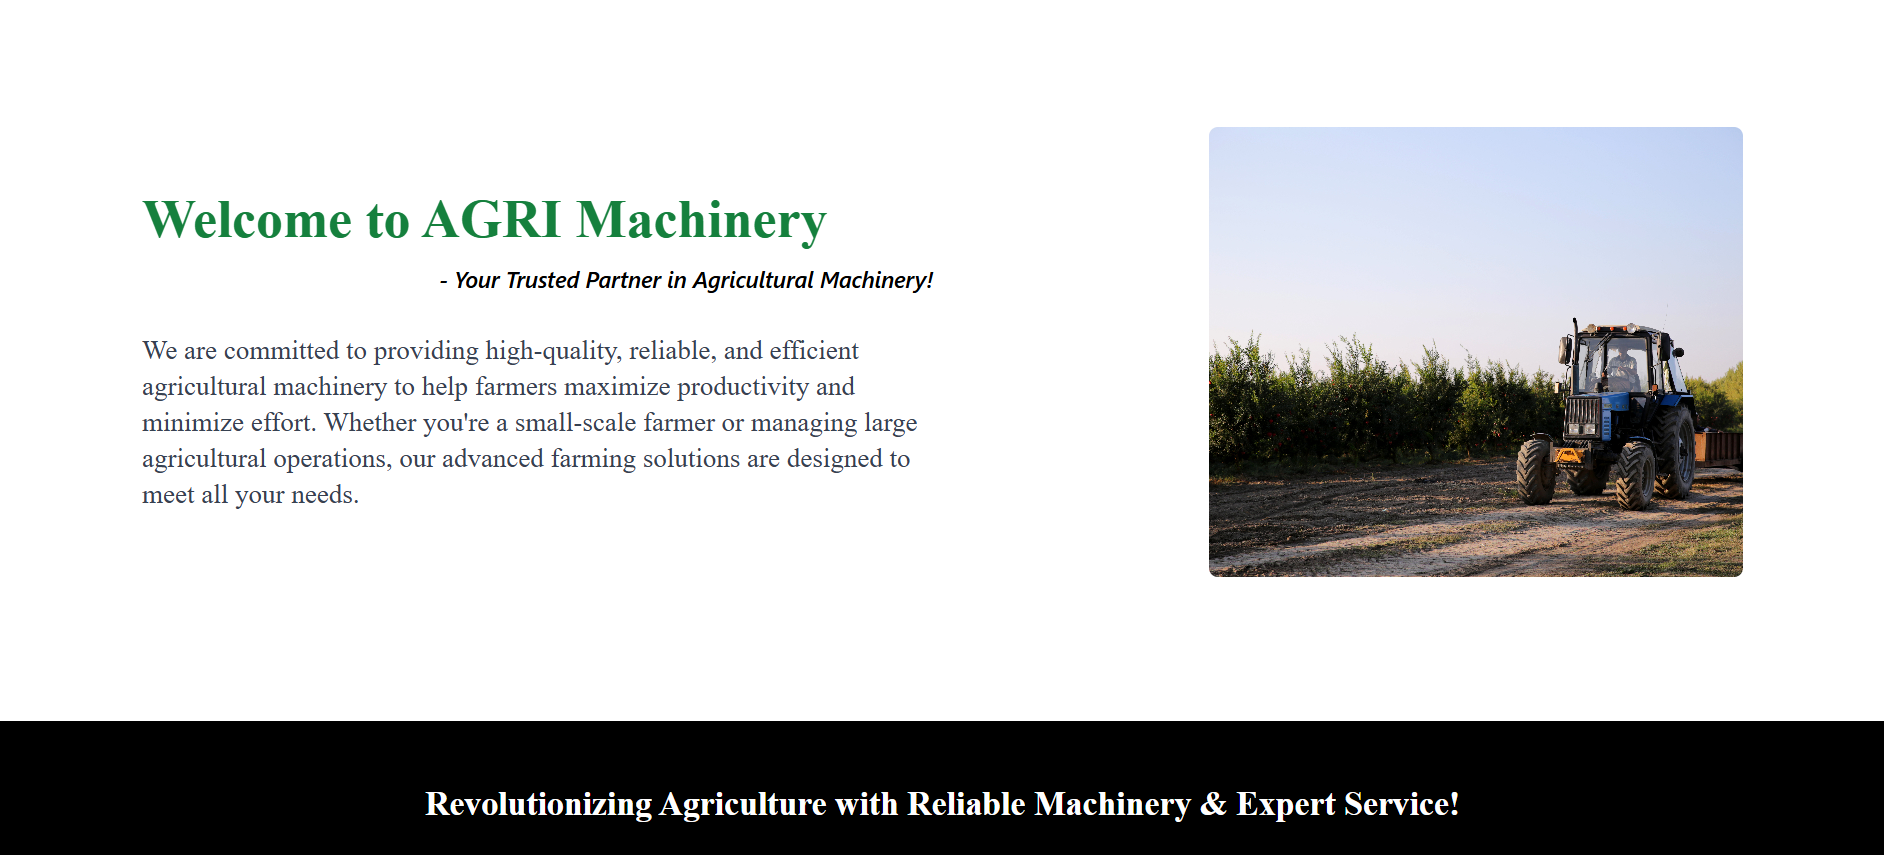 Welcome to AGRI Machinery
- Your Trusted Partner in Agricultural Machinery!
We are committed to providing high-quality, reliable, and efficient
agricultural machinery to help farmers maximize productivity and
minimize effort. Whether you're a small-scale farmer or managing large
agricultural operations, our advanced farming solutions are designed to
meet all your needs.
Revolutionizing Agriculture with Reliable Machinery & Expert Service!